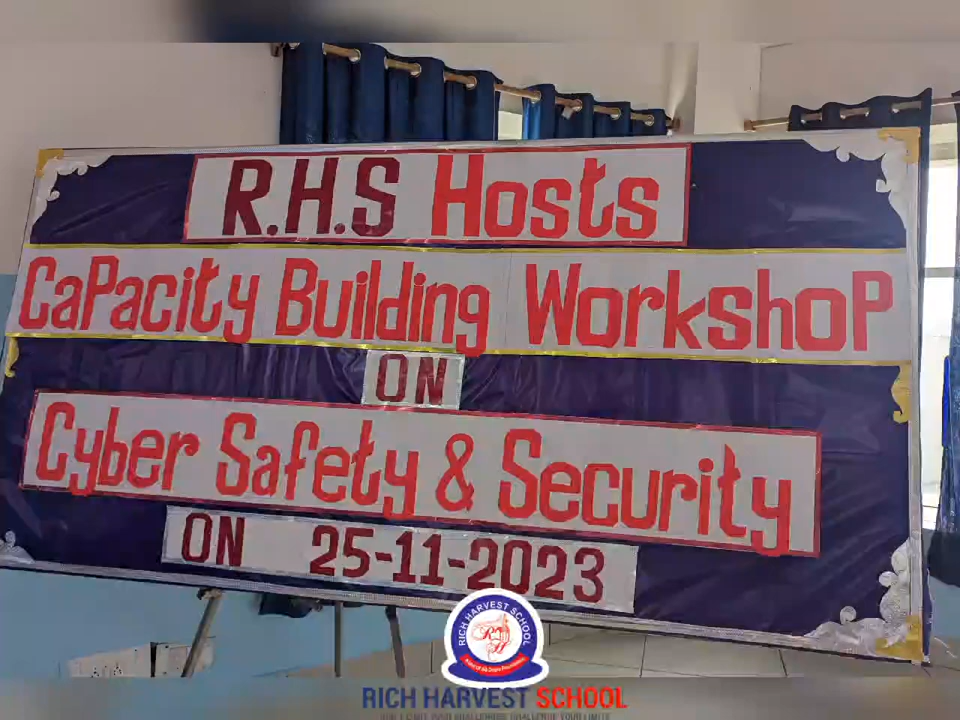 R.H.S Hosts
CaPacity Building WorkshoP
ON
Cyber Safety & Security
ON 25-11-2023
RICH HARVEST SCHOOL
RICH HARVEST SCHOOL